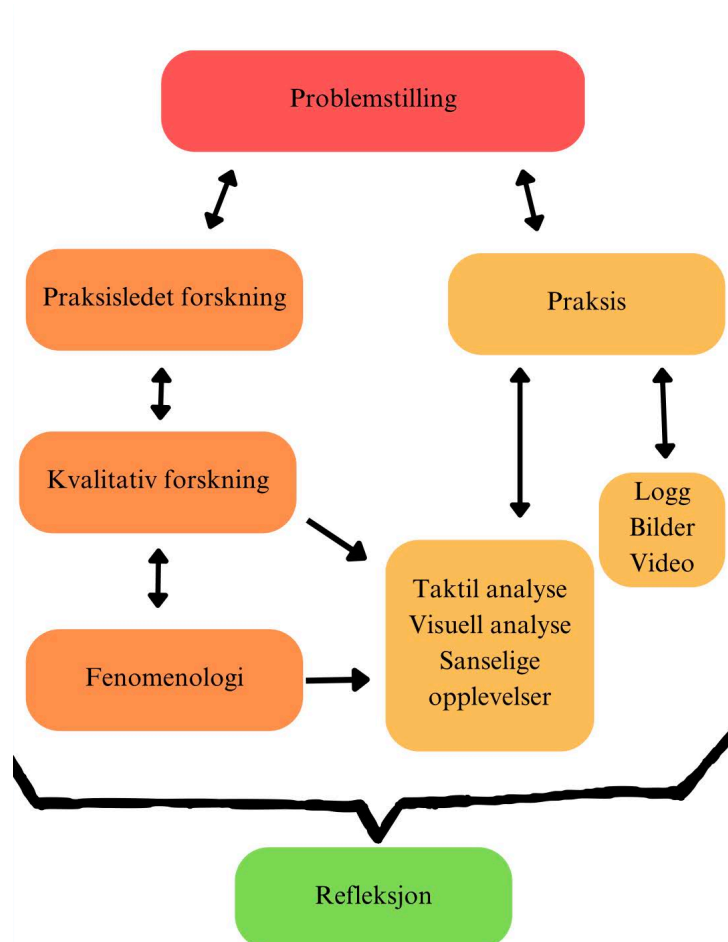 Problemstilling
Praksisledet forskning
Praksis
Kvalitativ forskning
Logg
Bilder
Video
Taktil analyse
Visuell analyse
Sanselige
opplevelser
Fenomenologi
Refleksjon